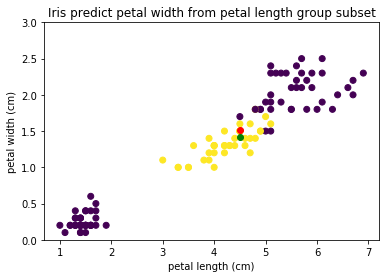 Iris predict petal width from petal length group subset
3.0
2.5
2.0
1.5
1.0
0.5
0.0
petal width (cm)
1 2 3 4 5 6 7
petal length (cm)